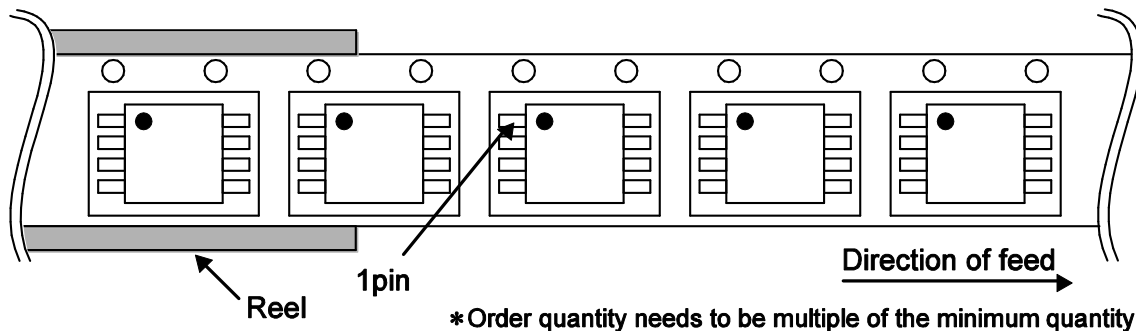 Direction of feed
1pin
Reel
*Order quantity needs to be multiple of the minimum quantity